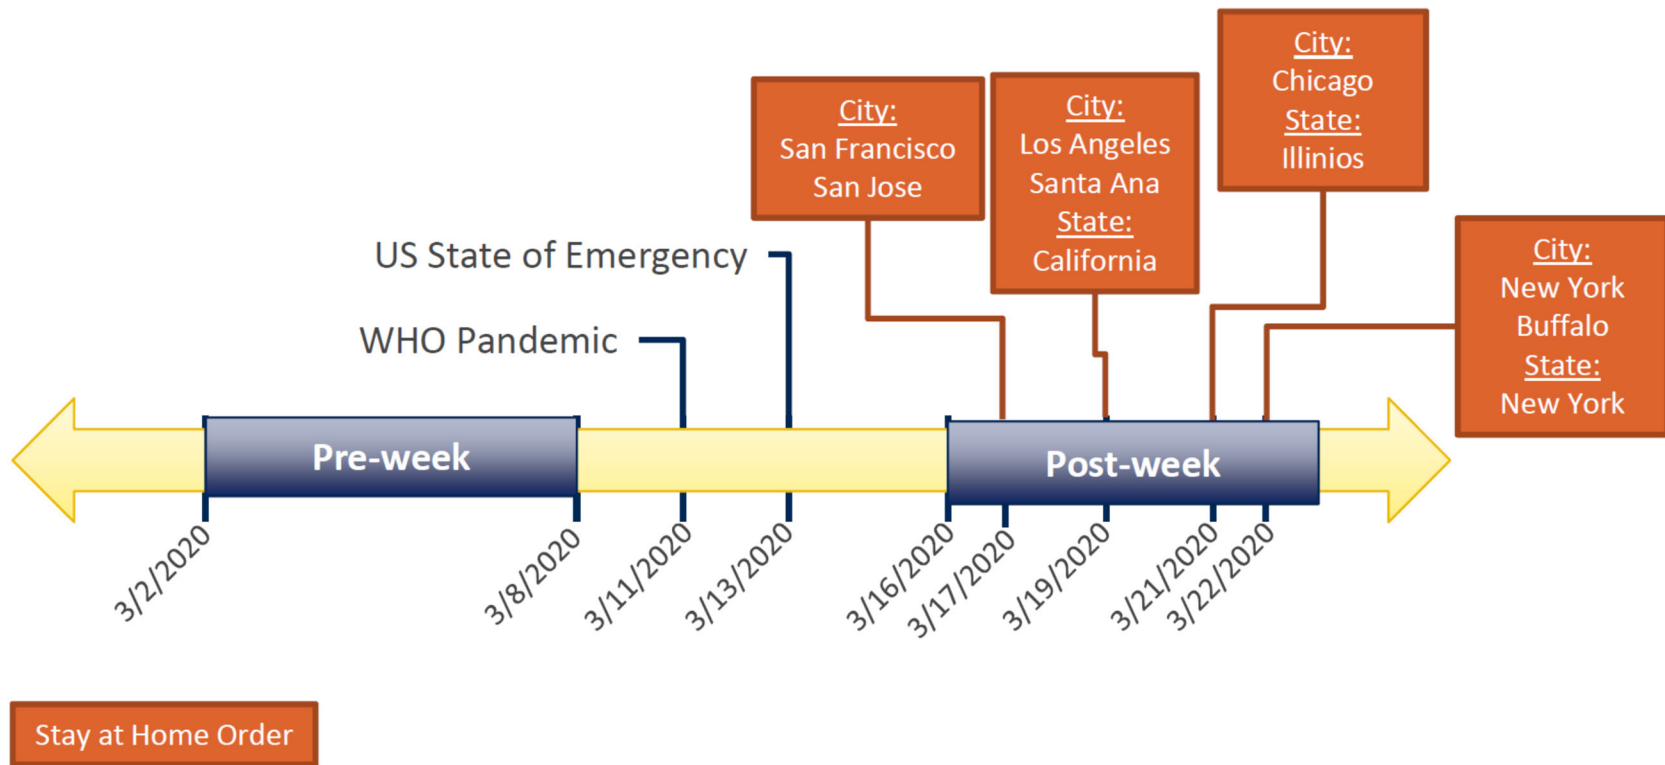 City:
San Francisco
San Jose
City:
Los Angeles
Santa Ana
State:
California
City:
Chicago
State:
Illinios
City:
New York
Buffalo
State:
New York
US State of Emergency
WHO Pandemic
Pre-week
Post-week
3/2/2020
3/8/2020
3/11/2020
3/13/2020
3/16/2020
3/17/2020
3/19/2020
3/21/2020
3/22/2020
Stay at Home Order